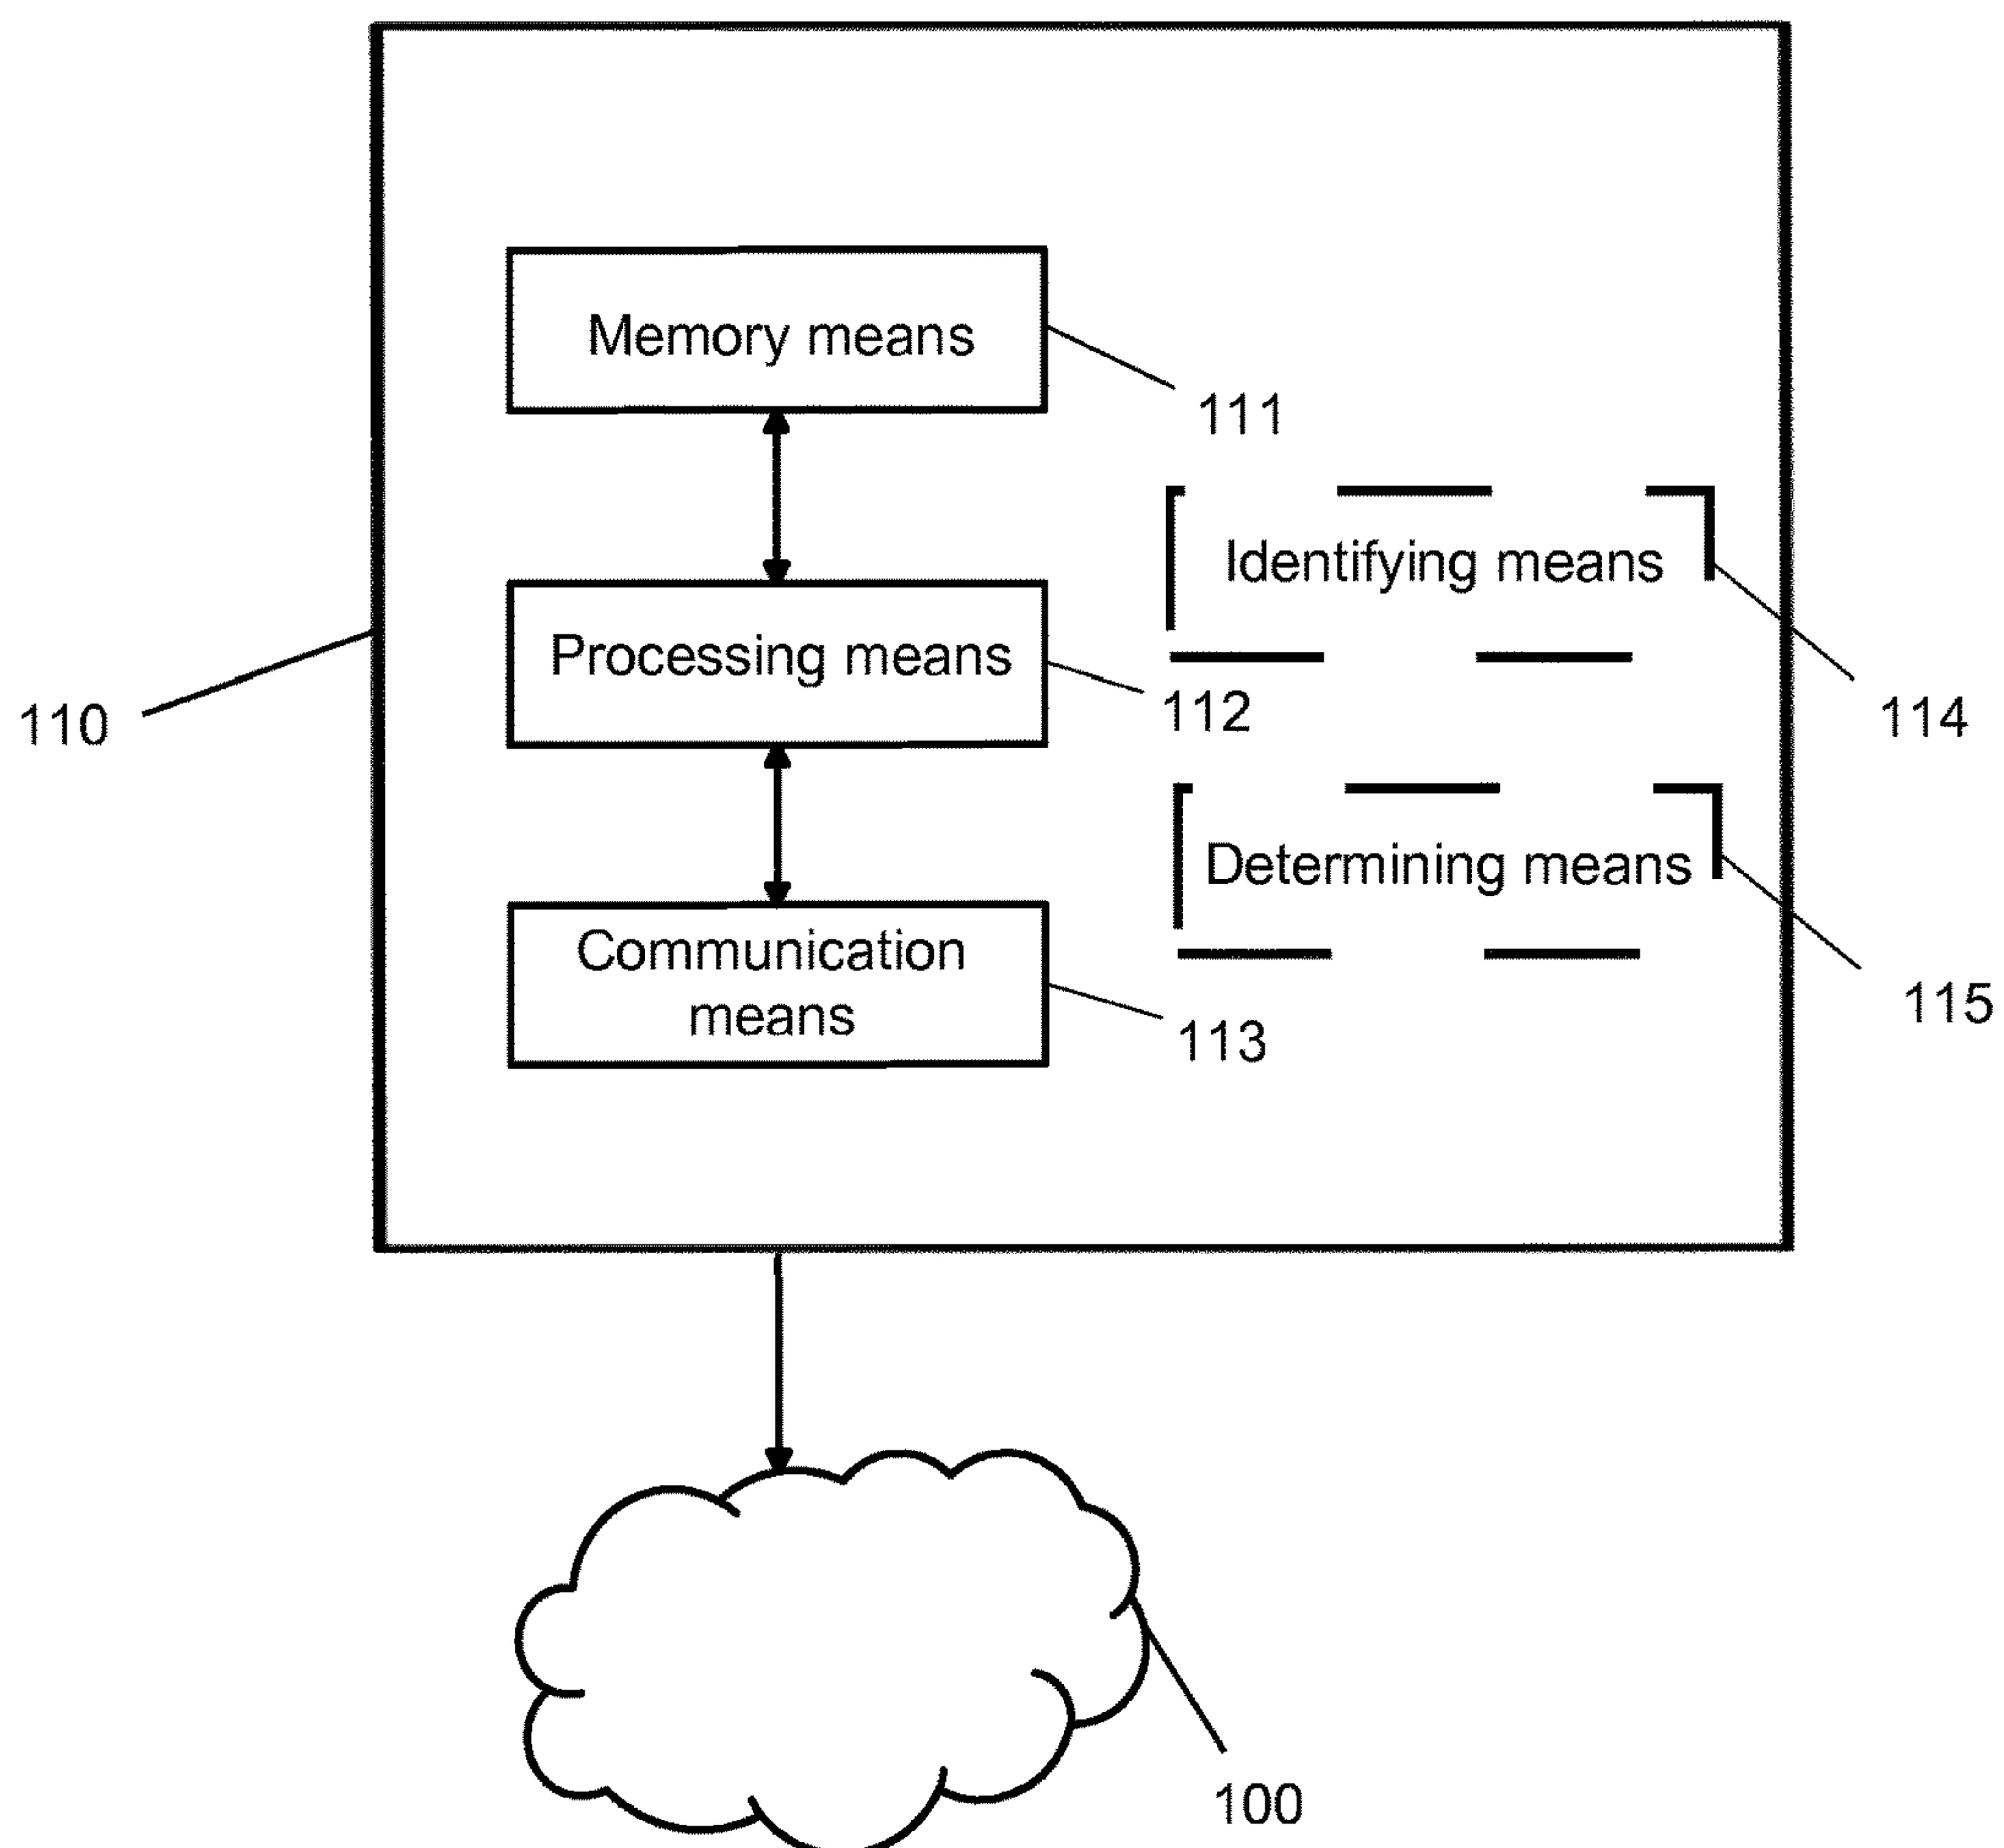 Memory means
111
Identifying means
Processing means
112
110
114
Determining means
Communication
means
115
113
100